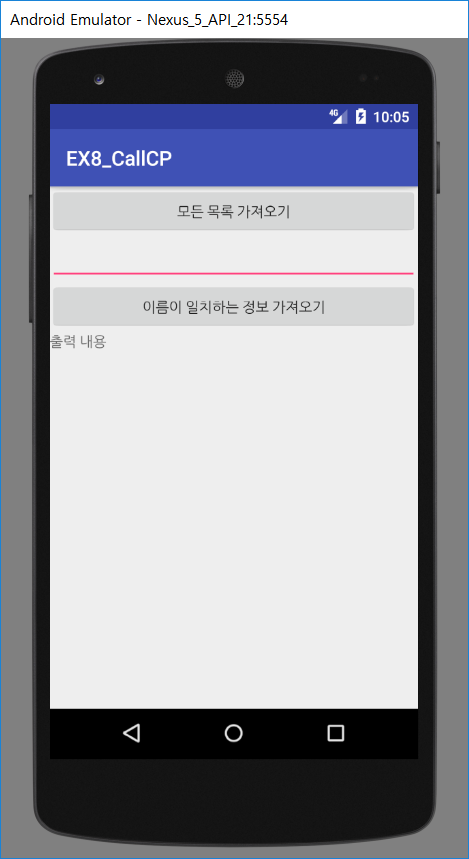 Android Emulator - Nexus_5_API_21:5554
4G 10:05
EX8_CallCP
모든 목록 가져오기
이름이 일치하는 정보 가져오기
출력 내용